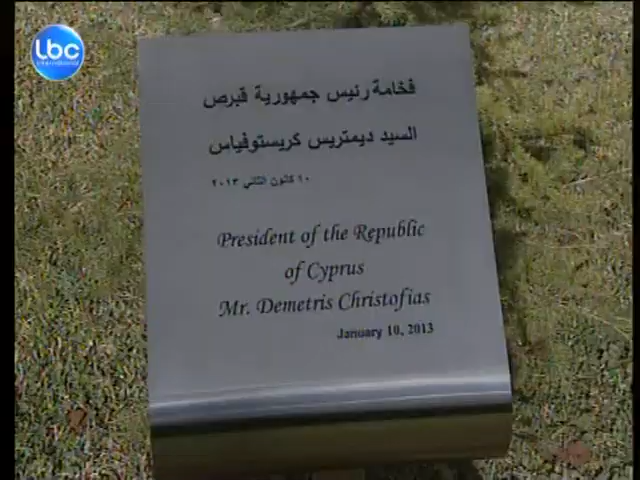 lbc
international
فخامة رئيس جمهورية قبرص
السيد ديمتريس كريستوفياس
١٠ كانون الثاني ٢٠١٣
President of the Republic
of Cyprus
Mr. Demetris Christofias
January 10, 2013